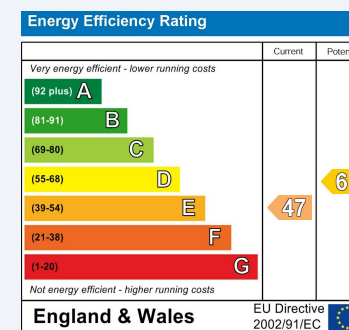 Energy Efficiency Rating
Current
Very energy efficient - lower running costs
(92 plus) A
(81-91) B
(69-80) C
(55-68) D
(39-54) E 47
(21-38) F
(1-20) G
Not energy efficient - higher running costs
England & Wales
EU Directive
2002/91/EC